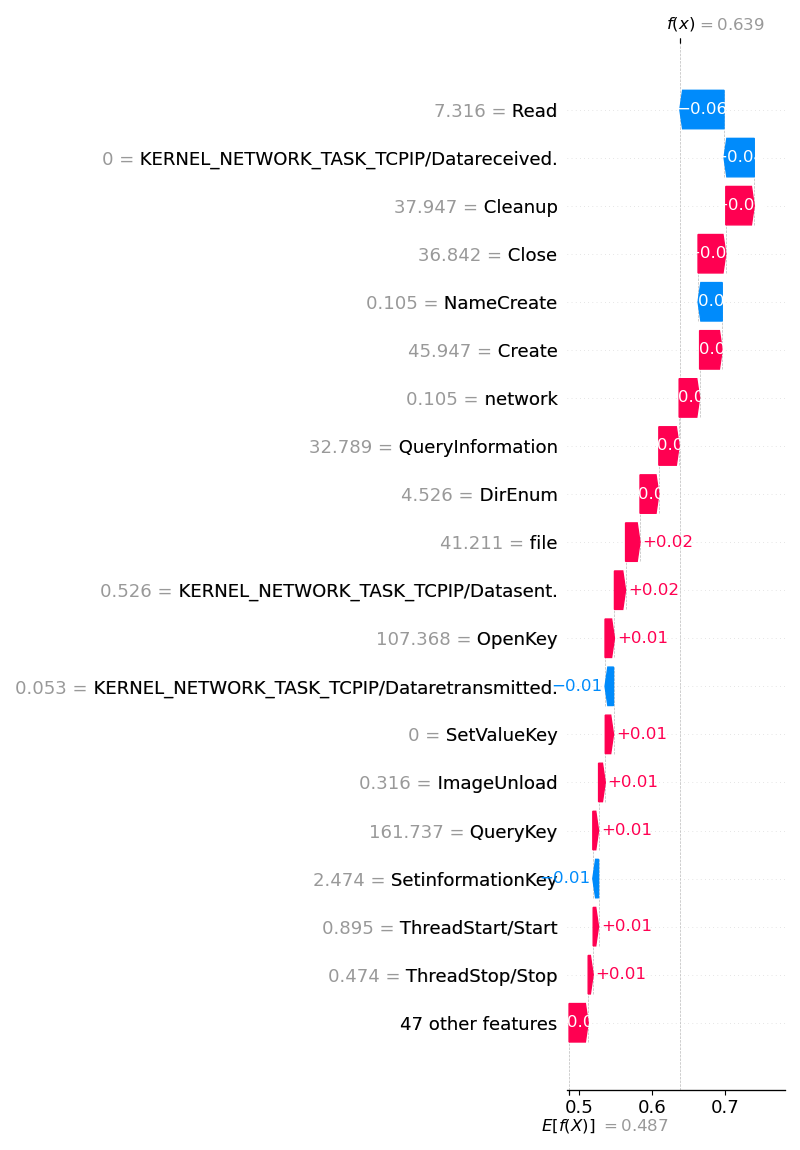 f(x) = 0.639
7.316 = Read −0.06
0 = KERNEL_NETWORK_TASK_TCPIP/Datareceived.
37.947 = Cleanup
36.842 = Close
0.105 = NameCreate
45.947 = Create
0.105 = network
32.789 = QueryInformation
4.526 = DirEnum
41.211 = file +0.02
0.526 = KERNEL_NETWORK_TASK_TCPIP/Datasent. +0.02
107.368 = OpenKey +0.01
0.053 = KERNEL_NETWORK_TASK_TCPIP/Dataretransmitted. −0.01
0 = SetValueKey +0.01
0.316 = ImageUnload +0.01
161.737 = QueryKey +0.01
2.474 = SetinformationKey −0.01
0.895 = ThreadStart/Start +0.01
0.474 = ThreadStop/Stop +0.01
47 other features
0.5 0.6 0.7
E[f(X)] = 0.487